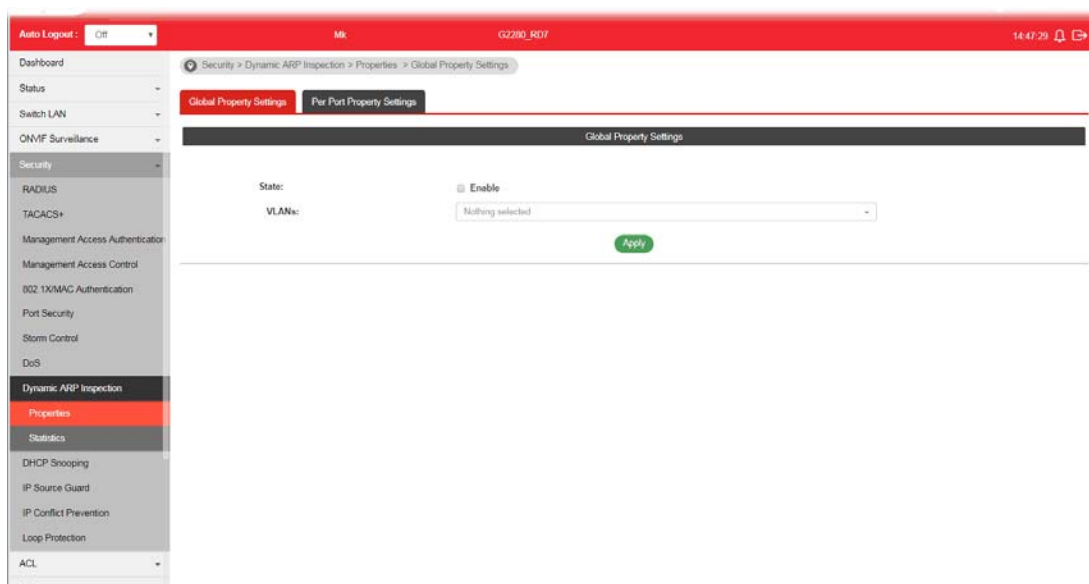 Auto Logout : Off Mk G2280_RD7 14:47:29
Dashboard
Status
Switch LAN
ONVIF Surveillance
Security
RADIUS
TACACS+
Management Access Authentication
Management Access Control
802.1X/MAC Authentication
Port Security
Storm Control
DoS
Dynamic ARP Inspection
Properties
Statistics
DHCP Snooping
IP Source Guard
IP Conflict Prevention
Loop Protection
ACL
Security > Dynamic ARP Inspection > Properties > Global Property Settings
Global Property Settings Per Port Property Settings
Global Property Settings
State: Enable
VLANs: Nothing selected
Apply